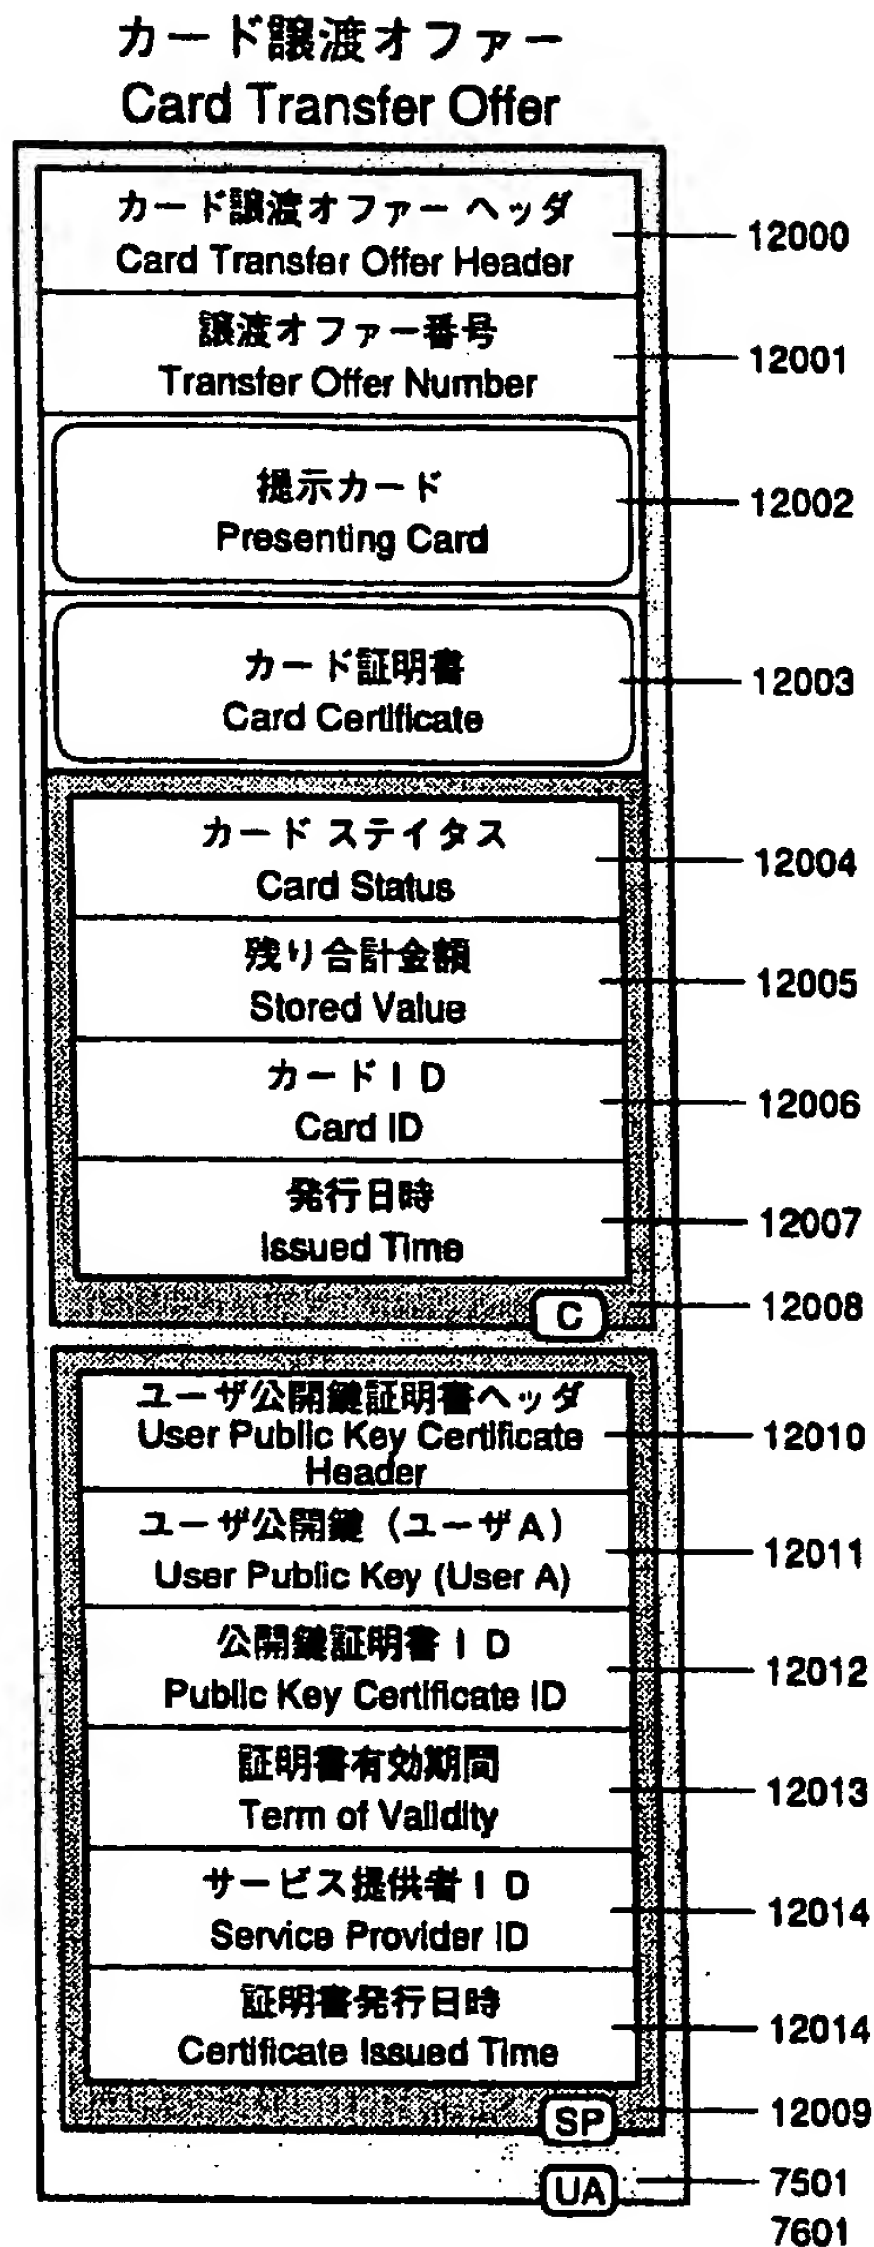 カード譲渡オファー
Card Transfer Offer
カード譲渡オファー ヘッダ
Card Transfer Offer Header
12000
譲渡オファー番号
Transfer Offer Number
12001
提示カード
Presenting Card
12002
カード証明書
Card Certificate
12003
カード ステイタス
Card Status
12004
残り合計金額
Stored Value
12005
カードID
Card ID
12006
発行日時
Issued Time
12007
C
12008
ユーザ公開鍵証明書ヘッダ
User Public Key Certificate
Header
12010
ユーザ公開鍵（ユーザA）
User Public Key (User A)
12011
公開鍵証明書ID
Public Key Certificate ID
12012
証明書有効期間
Term of Validity
12013
サービス提供者ID
Service Provider ID
12014
証明書発行日時
Certificate Issued Time
12014
SP
12009
UA
7501
7601